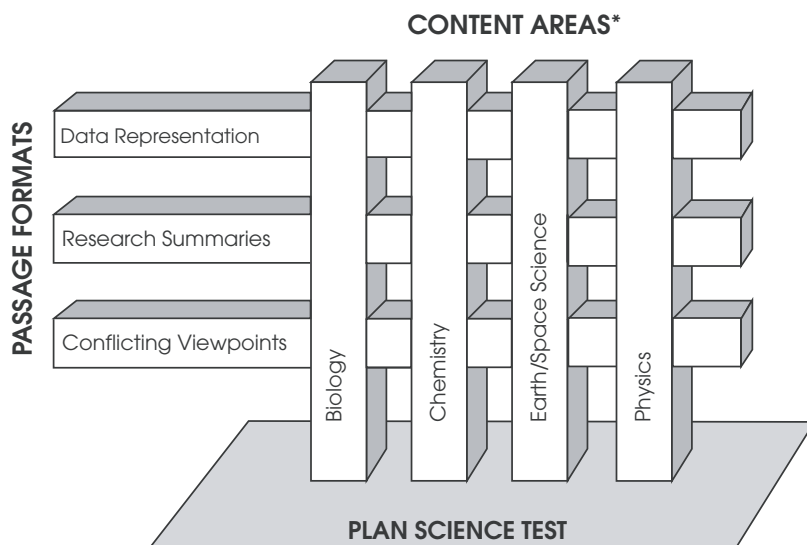 CONTENT AREAS*
PASSAGE FORMATS
Data Representation
Research Summaries
Conflicting Viewpoints
Biology
Chemistry
Earth/Space Science
Physics
PLAN SCIENCE TEST